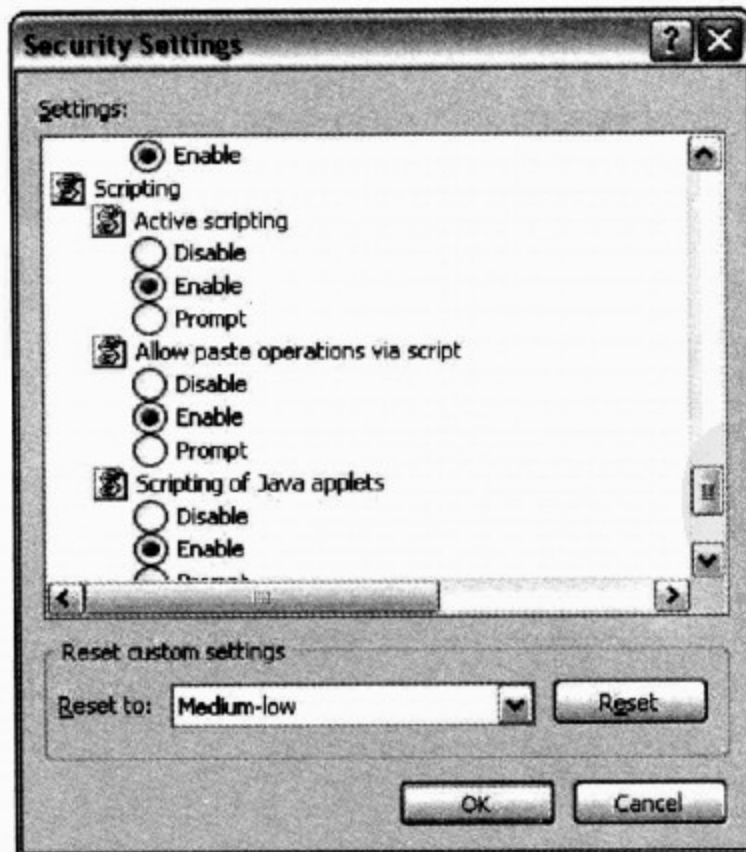 Security Settings
Settings:
Enable
Scripting
Active scripting
Disable
Enable
Prompt
Allow paste operations via script
Disable
Enable
Prompt
Scripting of Java applets
Disable
Enable
Prompt
Reset custom settings
Reset to: Medium-low Reset
OK Cancel